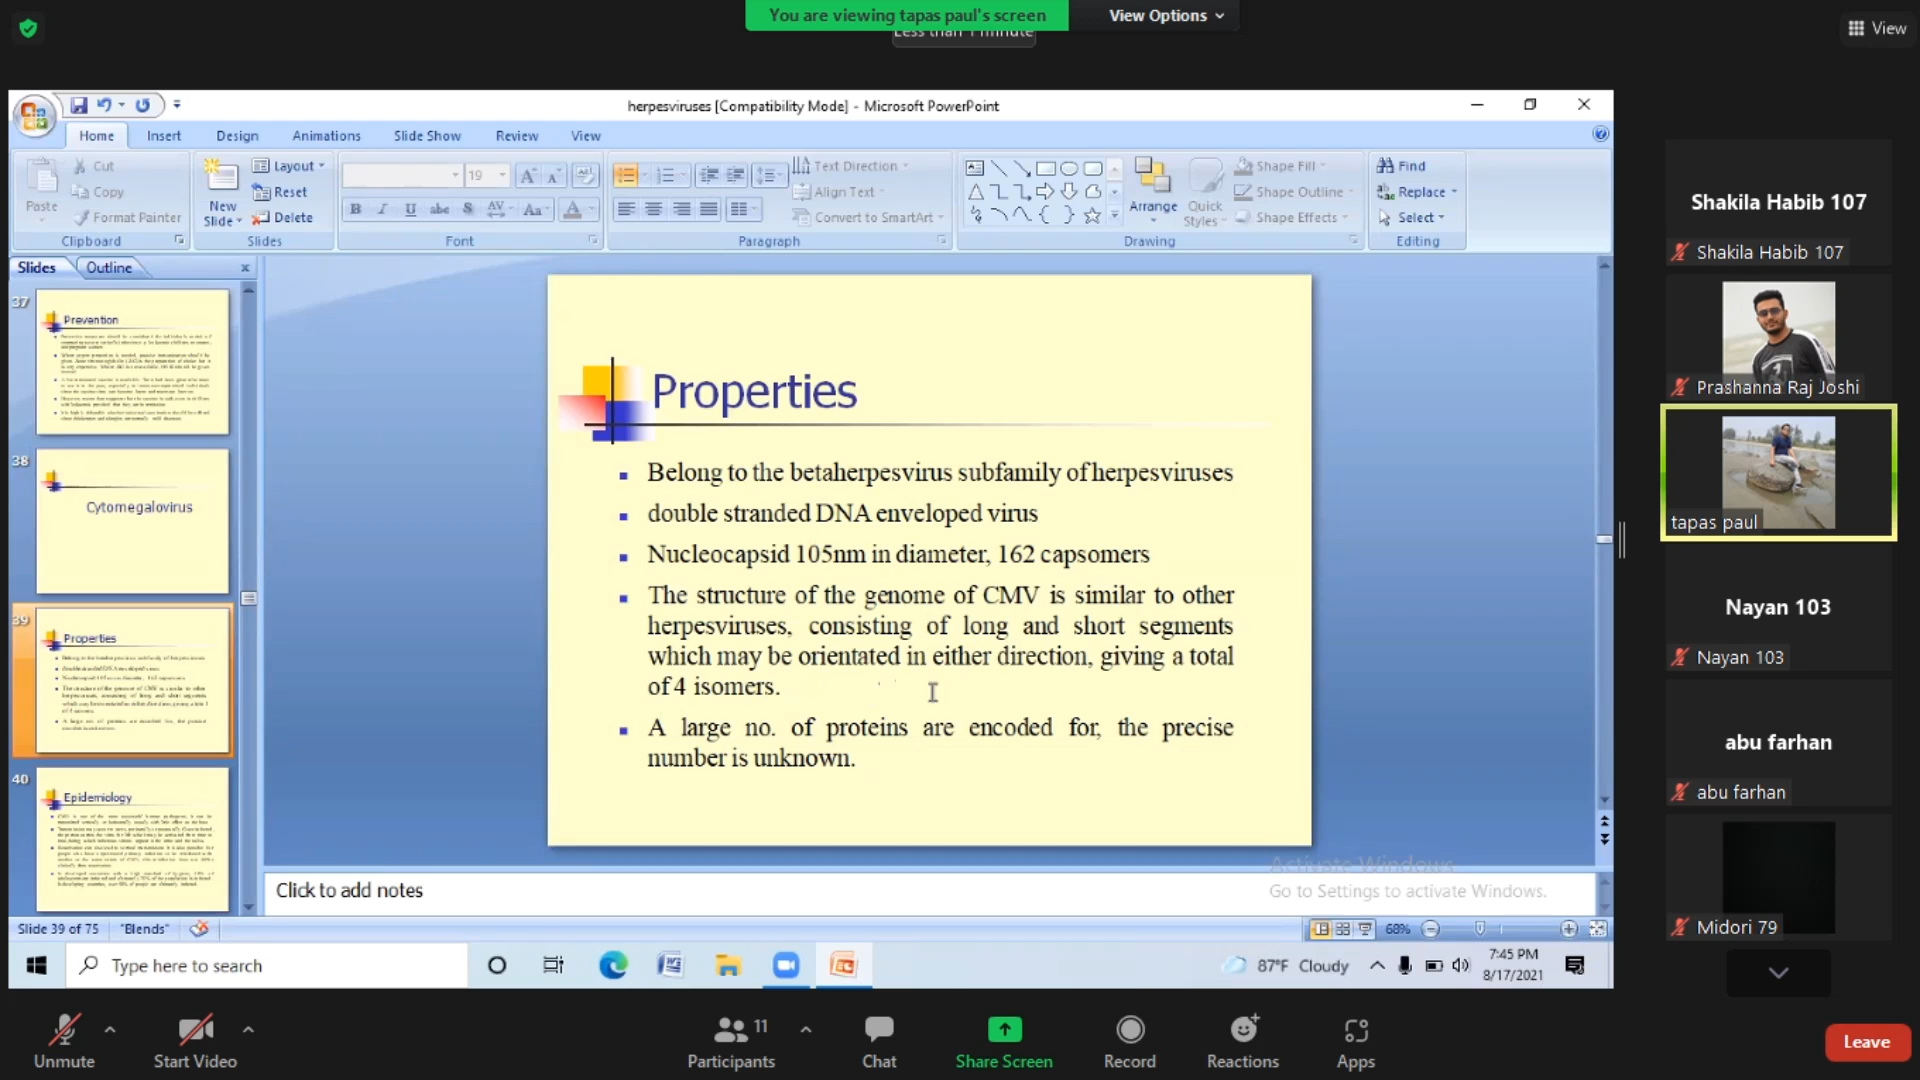 You are viewing tapas paul's screen
View Options
Less than 1 minute
View
herpesviruses [Compatibility Mode] - Microsoft PowerPoint
Home Insert Design Animations Slide Show Review View
Paste
Cut
Copy
Format Painter
Clipboard
New
Slide
Layout
Reset
Delete
Slides
19
Font
Text Direction
Align Text
Convert to SmartArt
Paragraph
Arrange
Quick
Styles
Shape Fill
Shape Outline
Shape Effects
Drawing
Find
Replace
Select
Editing
Slides Outline
37
Prevention
38
Cytomegalovirus
39
Properties
40
Epidemiology
Properties
Belong to the betaherpesvirus subfamily of herpesviruses
double stranded DNA enveloped virus
Nucleocapsid 105nm in diameter, 162 capsomers
The structure of the genome of CMV is similar to other
herpesviruses, consisting of long and short segments
which may be orientated in either direction, giving a total
of 4 isomers.
A large no. of proteins are encoded for, the precise
number is unknown.
Click to add notes
Activate Windows
Go to Settings to activate Windows.
Slide 39 of 75
"Blends"
68%
Type here to search
87°F Cloudy
7:45 PM
8/17/2021
Shakila Habib 107
Shakila Habib 107
Prashanna Raj Joshi
tapas paul
Nayan 103
Nayan 103
abu farhan
abu farhan
Midori 79
Unmute
Start Video
11
Participants
Chat
Share Screen
Record
Reactions
Apps
Leave